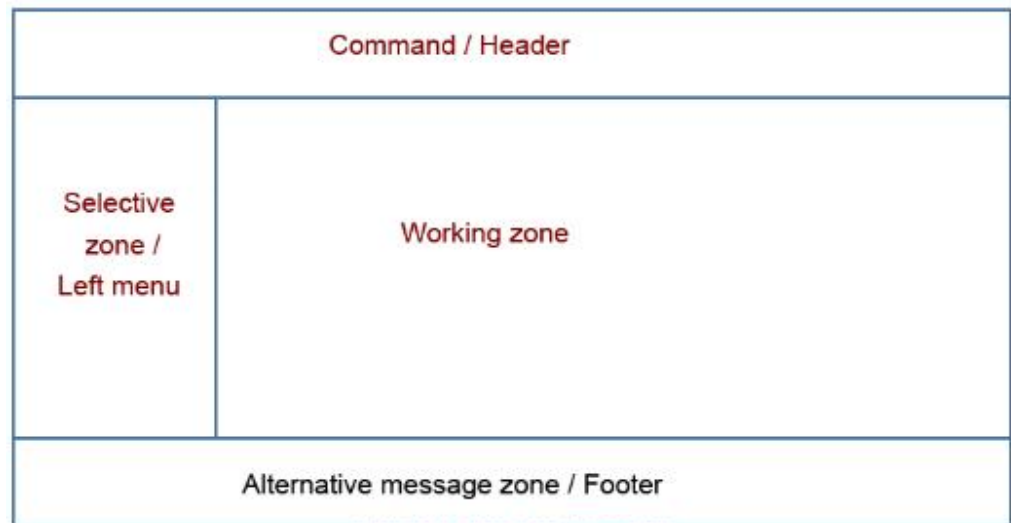 Command / Header
Selective
zone /
Left menu
Working zone
Alternative message zone / Footer